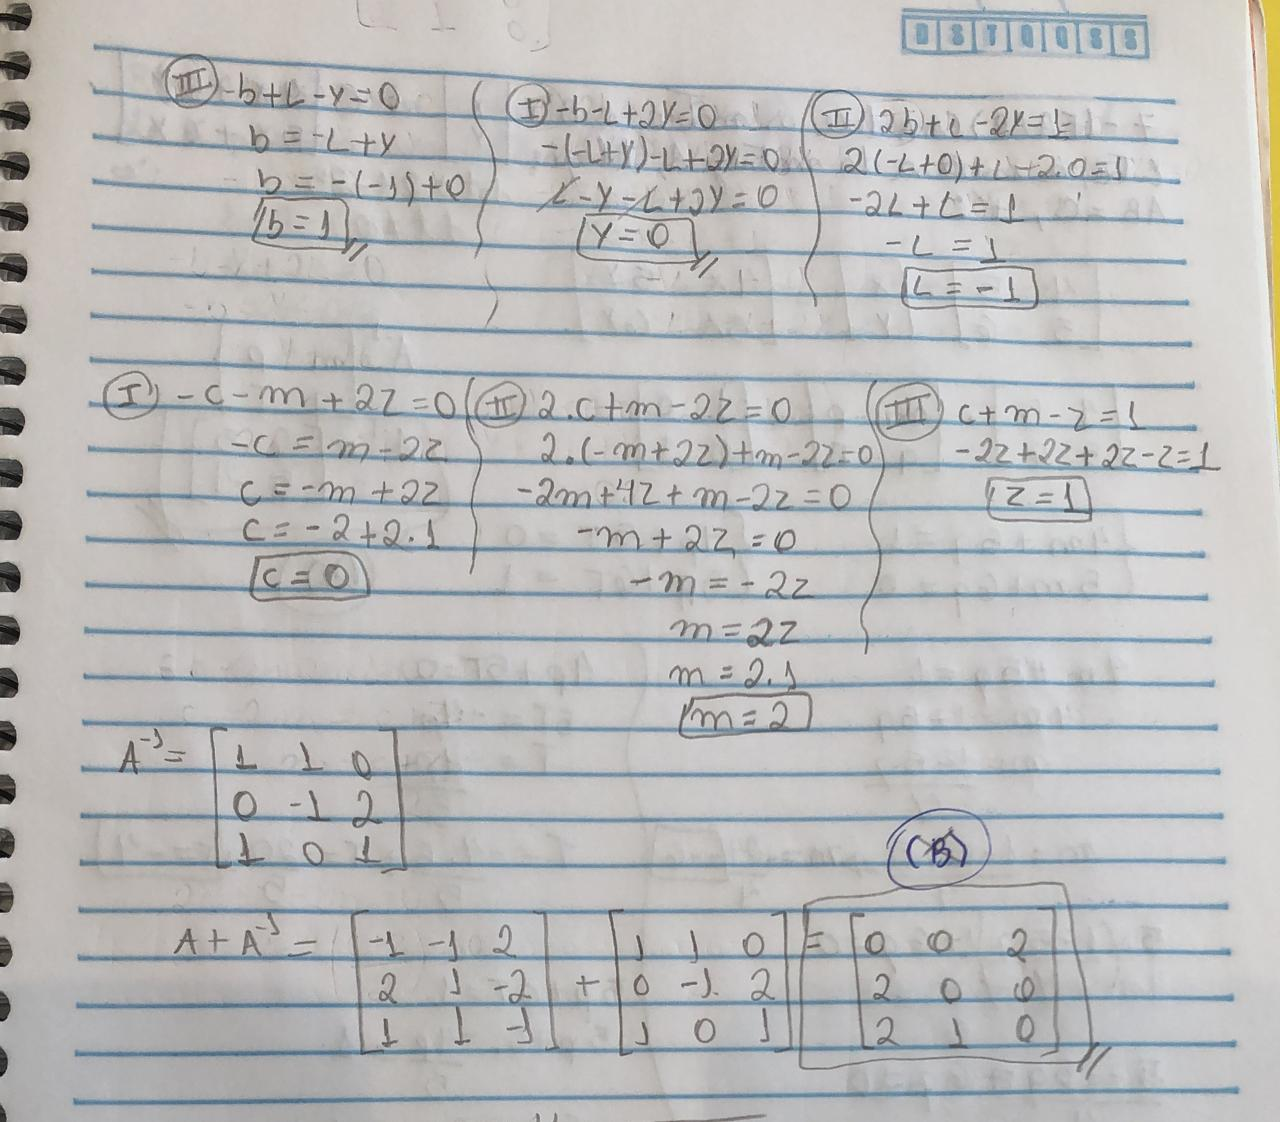 (III) -b+L-y=0
b=-L+y
b=-(-1)+0
b=1
(I) -b-L+2y=0
-(-L+y)-L+2y=0
L-y-L+2y=0
y=0
(II) 2b+L-2y=1
2(-L+0)+L-2.0=1
-2L+L=1
-L=1
L=-1
(I) -c-m+2z=0
-c=m-2z
c=-m+2z
c=-2+2.1
c=0
(II) 2.c+m-2z=0
2.(-m+2z)+m-2z=0
-2m+4z+m-2z=0
-m+2z=0
-m=-2z
m=2z
m=2.1
m=2
(III) c+m-z=1
-2z+2z+2z-z=1
z=1
A⁻¹= [1 1 0
0 -1 2
1 0 1]
(B)
A+A⁻¹= [-1 -1 2] + [1 1 0] = [0 0 2]
[2 1 -2] [0 -1 2] [2 0 0]
[1 1 -1] [1 0 1] [2 1 0]